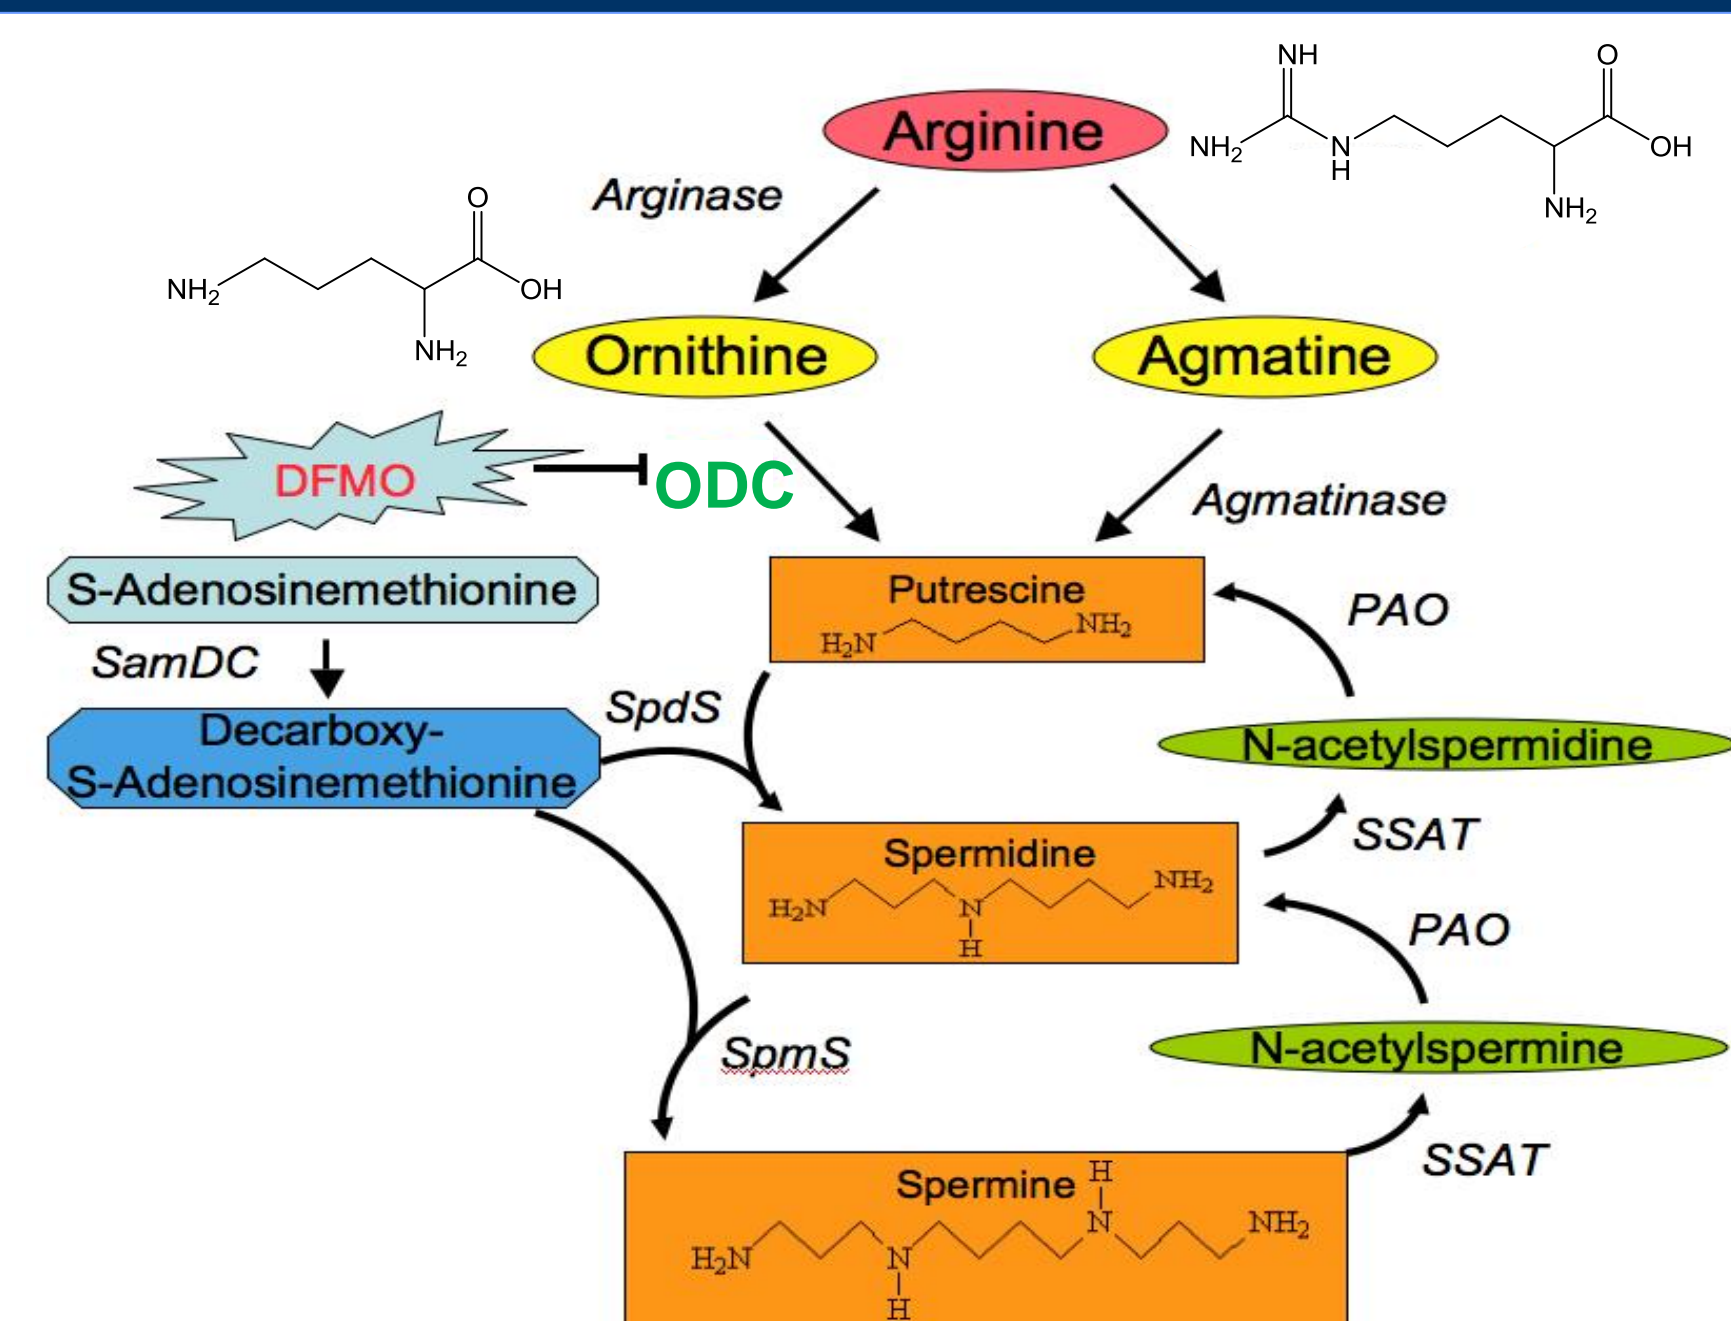 Arginine
NH
NH2
N
H
O
OH
NH2
Arginase
O
NH2
OH
NH2
Ornithine
Agmatine
DFMO
ODC
Agmatinase
S-Adenosinemethionine
Putrescine
H2N
NH2
PAO
SamDC
Decarboxy-
S-Adenosinemethionine
SpdS
N-acetylspermidine
SSAT
Spermidine
H2N
N
H
NH2
PAO
SpmS
N-acetylspermine
SSAT
Spermine
H
N
H2N
N
H
NH2